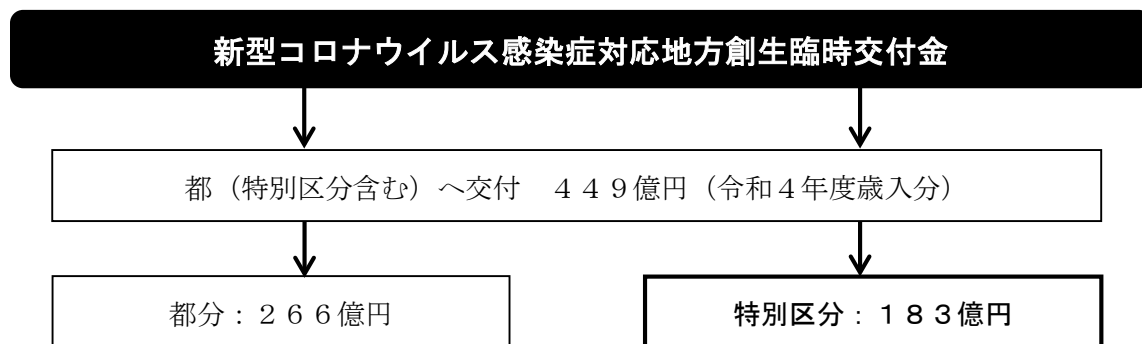 新型コロナウイルス感染症対応地方創生臨時交付金
都（特別区分含む）へ交付　４４９億円（令和４年度歳入分）
都分：２６６億円
特別区分：１８３億円